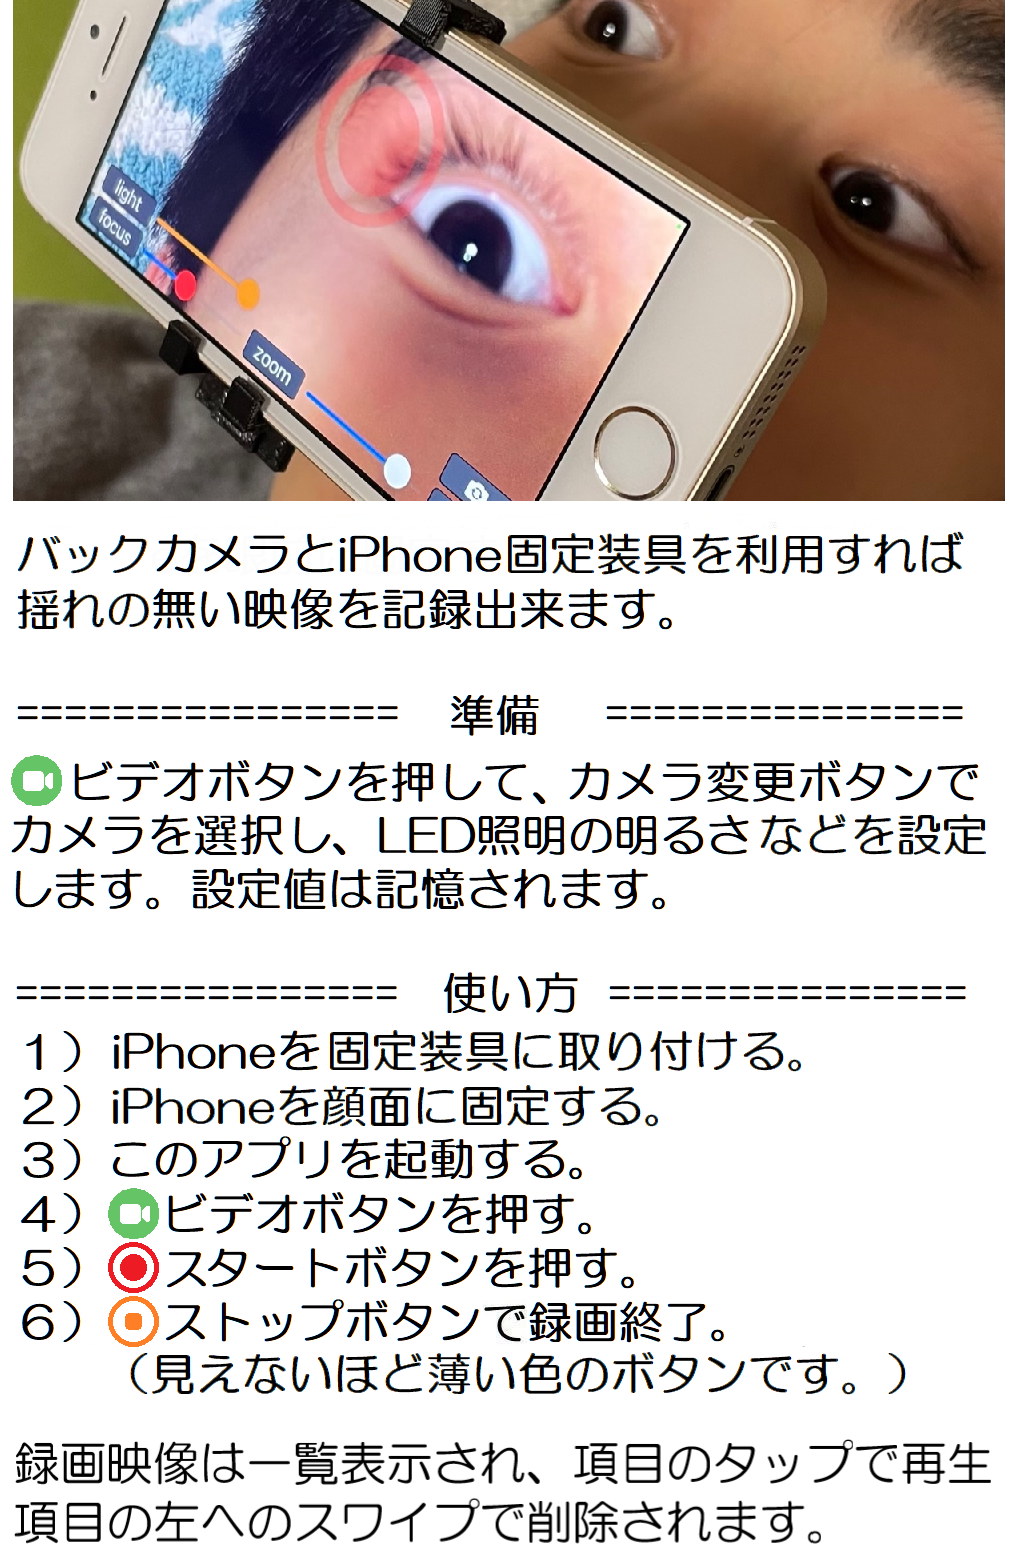 light
focus
zoom
バックカメラとiPhone固定装具を利用すれば
揺れの無い映像を記録出来ます。
================ 準備 ===============
ビデオボタンを押して、カメラ変更ボタンで
カメラを選択し、LED照明の明るさなどを設定
します。設定値は記憶されます。
================ 使い方 ===============
１）iPhoneを固定装具に取り付ける。
２）iPhoneを顔面に固定する。
３）このアプリを起動する。
４）ビデオボタンを押す。
５）スタートボタンを押す。
６）ストップボタンで録画終了。
（見えないほど薄い色のボタンです。）
録画映像は一覧表示され、項目のタップで再生
項目の左へのスワイプで削除されます。